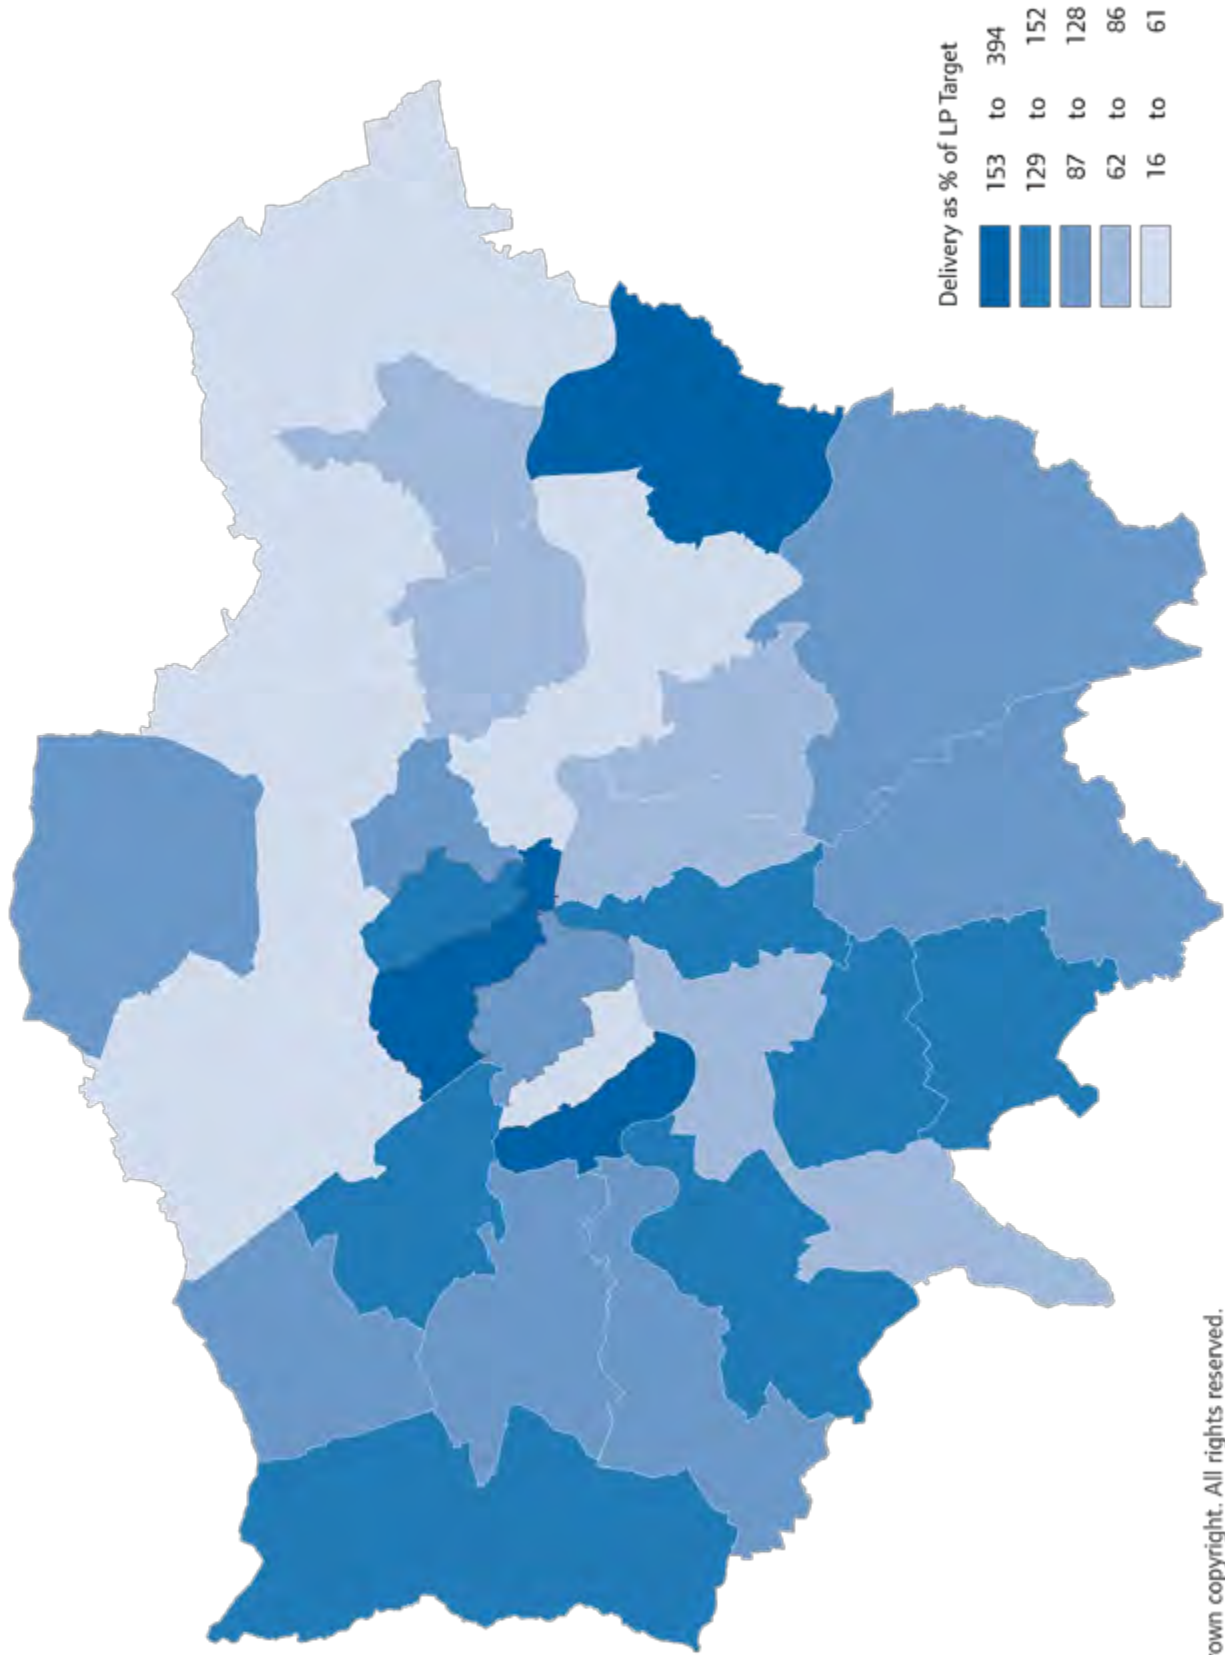 Delivery as % of LP Target
153 to 394
129 to 152
87 to 128
62 to 86
16 to 61
own copyright. All rights reserved.